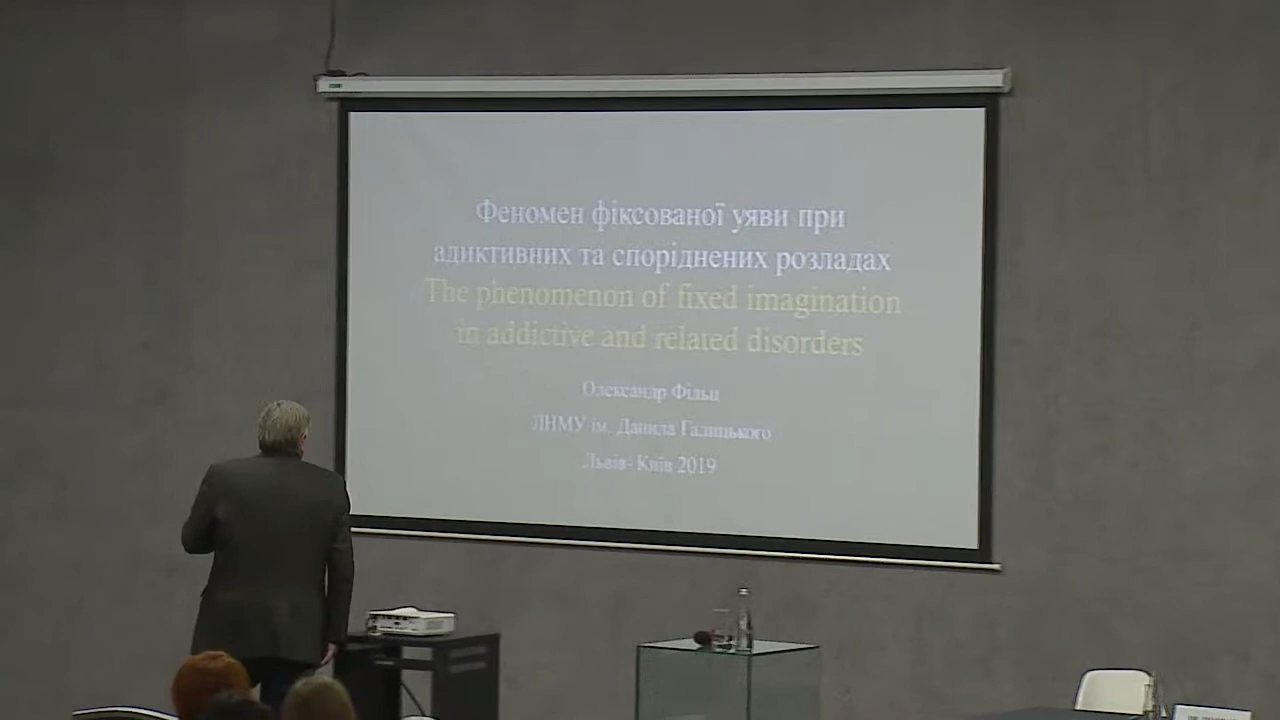 Феномен фіксованої уяви при
адиктивних та споріднених розладах
The phenomenon of fixed imagination
in addictive and related disorders
Олександр Фільц
ЛНМУ ім. Данила Галицького
Львів- Київ 2019